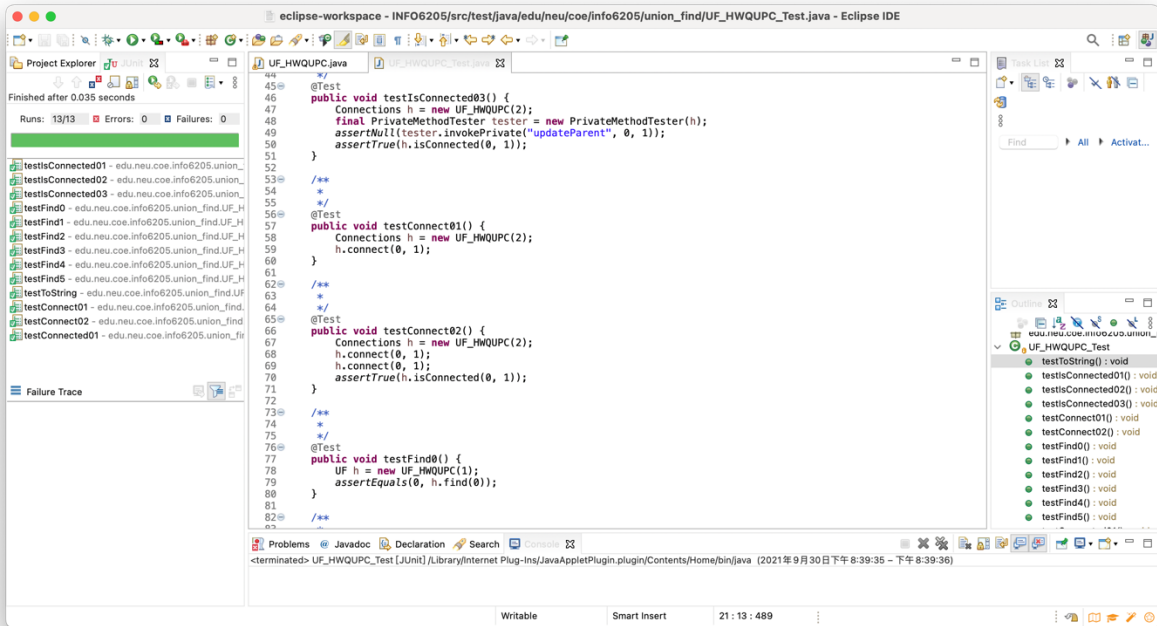 eclipse-workspace - INFO6205/src/test/java/edu/neu/coe/info6205/union_find/UF_HWQUPC_Test.java - Eclipse IDE
Project Explorer
JUnit
Finished after 0.035 seconds
Runs: 13/13 Errors: 0 Failures: 0
testIsConnected01 - edu.neu.coe.info6205.union_
testIsConnected02 - edu.neu.coe.info6205.union_
testIsConnected03 - edu.neu.coe.info6205.union_
testFind0 - edu.neu.coe.info6205.union_find.UF_H
testFind1 - edu.neu.coe.info6205.union_find.UF_H
testFind2 - edu.neu.coe.info6205.union_find.UF_H
testFind3 - edu.neu.coe.info6205.union_find.UF_H
testFind4 - edu.neu.coe.info6205.union_find.UF_H
testFind5 - edu.neu.coe.info6205.union_find.UF_H
testToString - edu.neu.coe.info6205.union_find.UF
testConnect01 - edu.neu.coe.info6205.union_find.
testConnect02 - edu.neu.coe.info6205.union_find
testConnected01 - edu.neu.coe.info6205.union_fin
Failure Trace
UF_HWQUPC.java
UF_HWQUPC_Test.java
44 */
45 @Test
46 public void testIsConnected03() {
47 Connections h = new UF_HWQUPC(2);
48 final PrivateMethodTester tester = new PrivateMethodTester(h);
49 assertNull(tester.invokePrivate("updateParent", 0, 1));
50 assertTrue(h.isConnected(0, 1));
51 }
52
53 /**
54 *
55 */
56 @Test
57 public void testConnect01() {
58 Connections h = new UF_HWQUPC(2);
59 h.connect(0, 1);
60 }
61
62 /**
63 *
64 */
65 @Test
66 public void testConnect02() {
67 Connections h = new UF_HWQUPC(2);
68 h.connect(0, 1);
69 h.connect(0, 1);
70 assertTrue(h.isConnected(0, 1));
71 }
72
73 /**
74 *
75 */
76 @Test
77 public void testFind0() {
78 UF h = new UF_HWQUPC(1);
79 assertEquals(0, h.find(0));
80 }
81
82 /**
Task List
Find All Activat...
Outline
edu.neu.coe.info6205.union_
UF_HWQUPC_Test
testToString() : void
testIsConnected01() : void
testIsConnected02() : void
testIsConnected03() : void
testConnect01() : void
testConnect02() : void
testFind0() : void
testFind1() : void
testFind2() : void
testFind3() : void
testFind4() : void
testFind5() : void
Problems @ Javadoc Declaration Search Console
<terminated> UF_HWQUPC_Test [JUnit] /Library/Internet Plug-Ins/JavaAppletPlugin.plugin/Contents/Home/bin/java (2021年9月30日下午8:39:35 – 下午8:39:36)
Writable Smart Insert 21 : 13 : 489